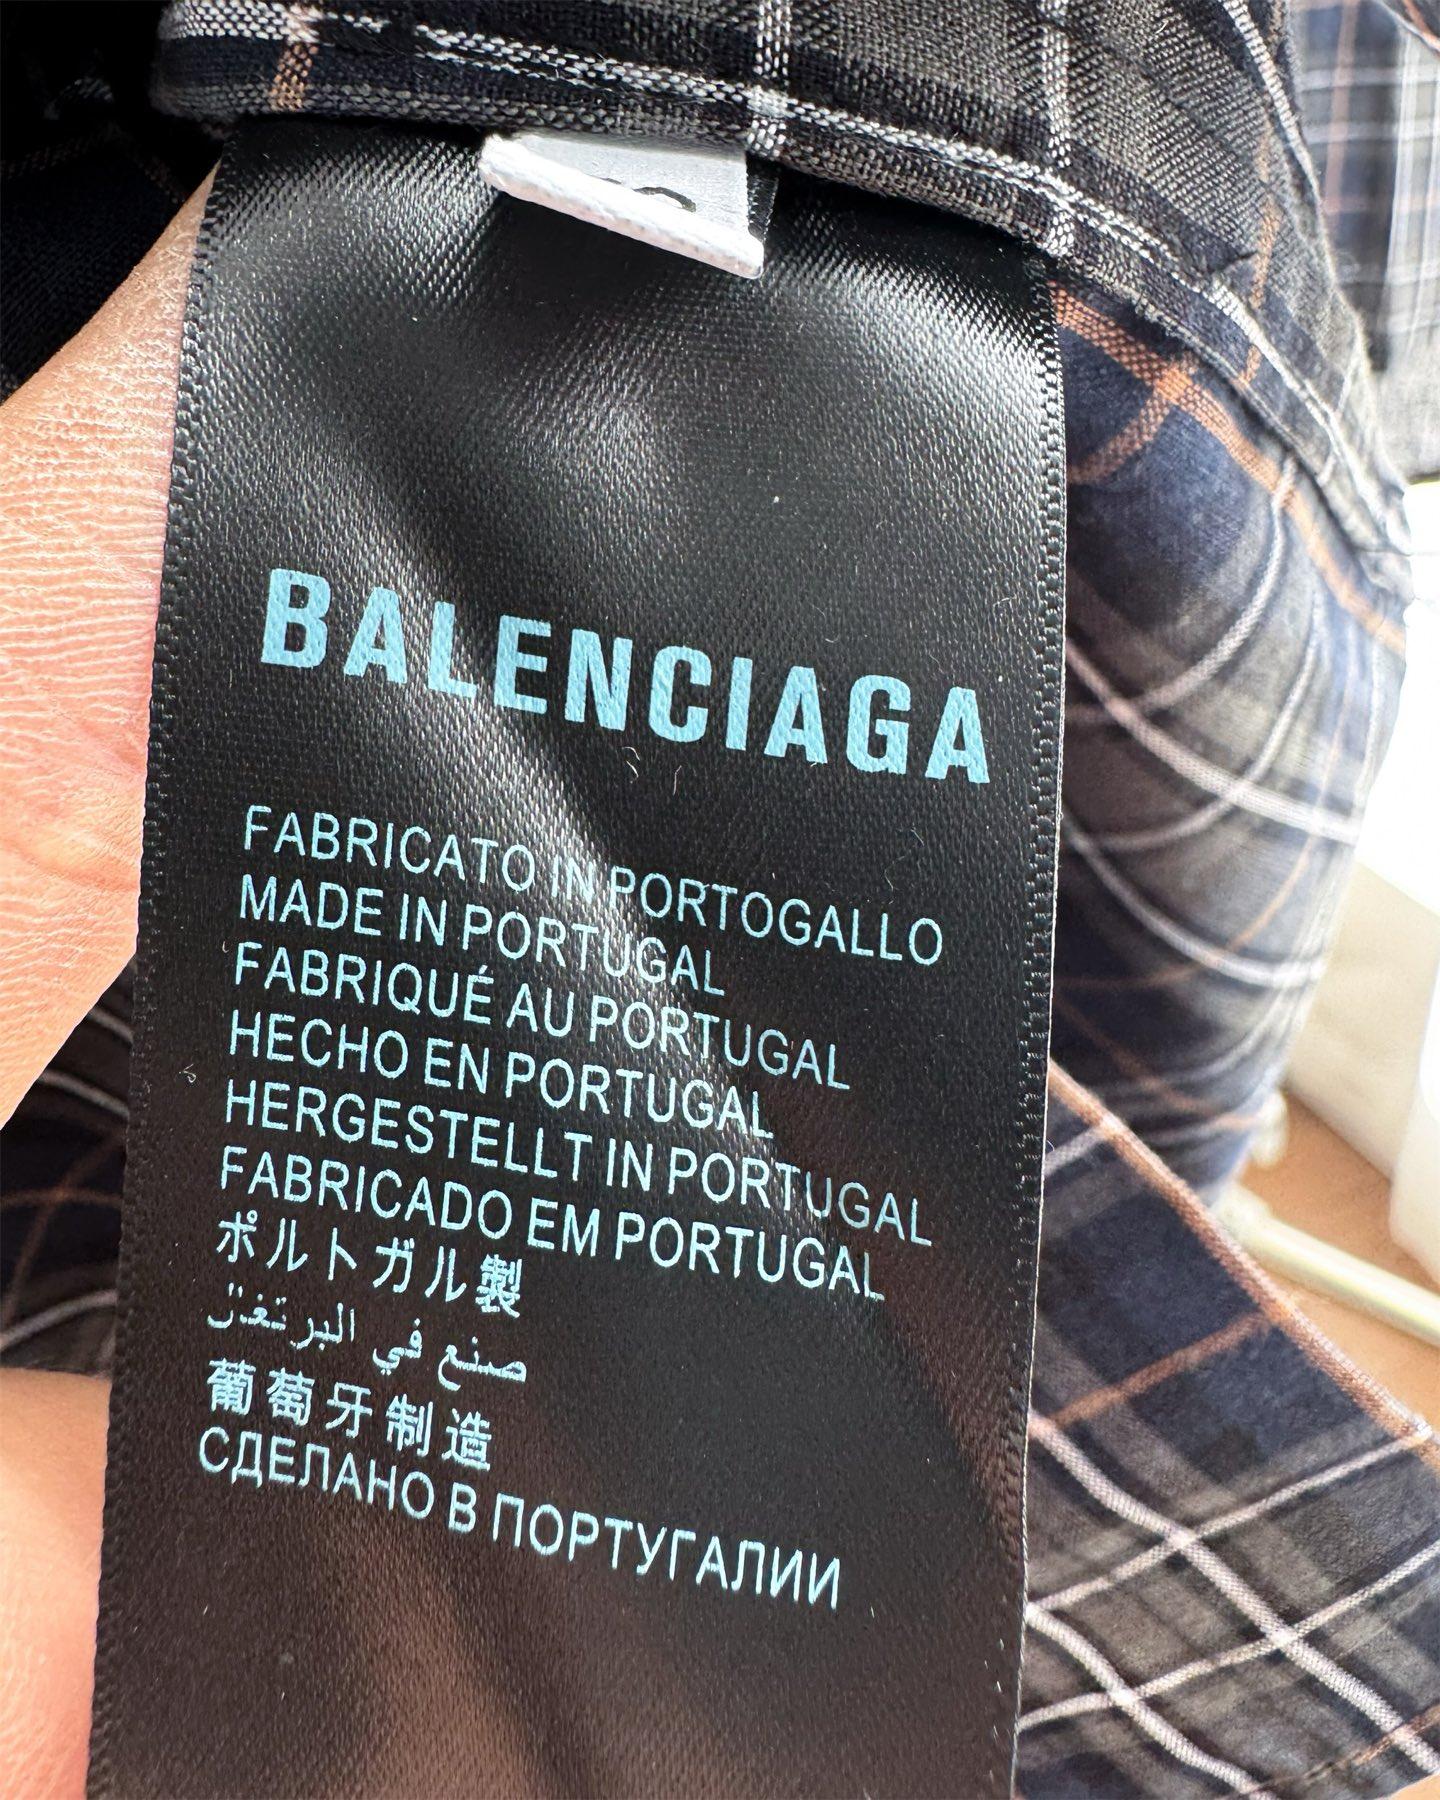 BALENCIAGA
FABRICATO IN PORTOGALLO
MADE IN PORTUGAL
FABRIQUÉ AU PORTUGAL
HECHO EN PORTUGAL
HERGESTELLT IN PORTUGAL
FABRICADO EM PORTUGAL
ポルトガル製
صنع في البرتغال
葡萄牙制造
СДЕЛАНО В ПОРТУГАЛИИ